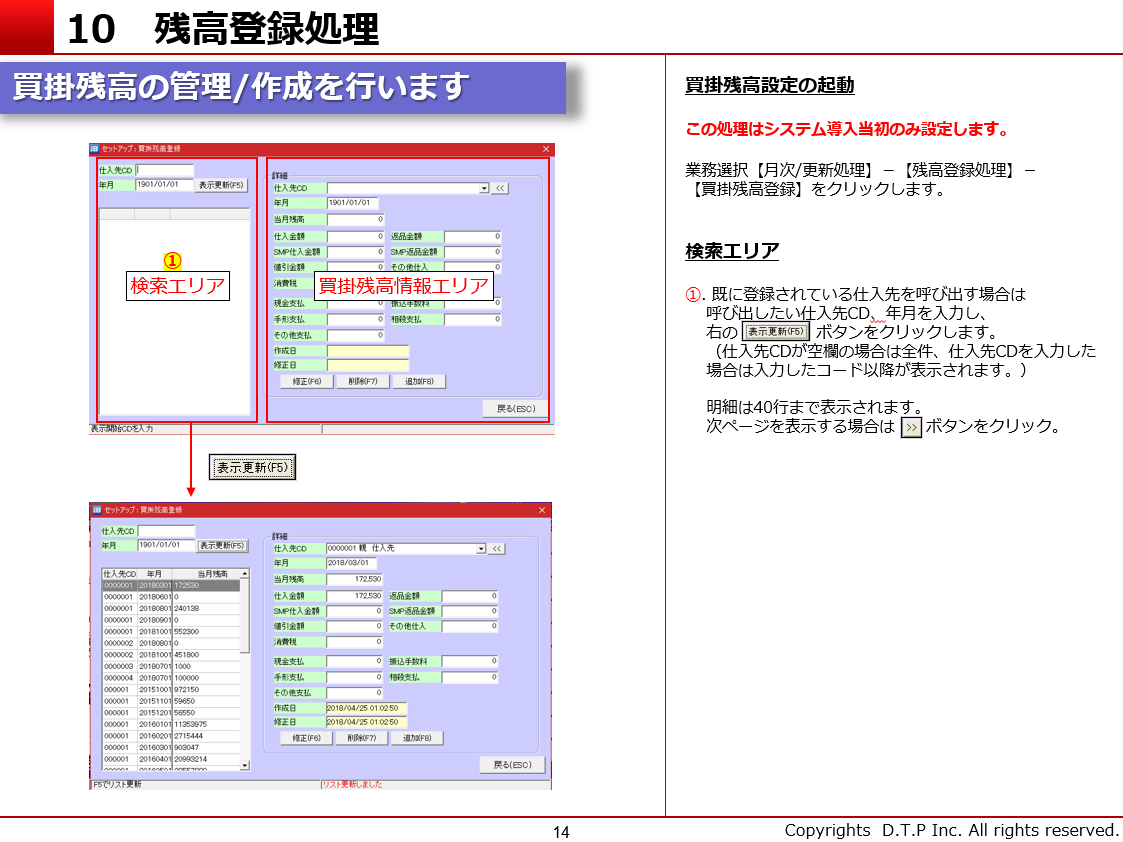 10 残高登録処理
買掛残高の管理/作成を行います
セットアップ：買掛残高登録
仕入先CD
年月 1901/01/01 表示更新(F5)
①
検索エリア
詳細
仕入先CD <<
年月 1901/01/01
当月残高 0
仕入金額 0 返品金額 0
SMP仕入金額 0 SMP返品金額 0
値引金額 0 その他仕入 0
消費税
買掛残高情報エリア
現金支払 0 振込手数料 0
手形支払 0 相殺支払 0
その他支払 0
作成日
修正日
修正(F6) 削除(F7) 追加(F8)
戻る(ESC)
表示開始CDを入力
表示更新(F5)
セットアップ：買掛残高登録
仕入先CD
年月 1901/01/01 表示更新(F5)
仕入先CD 年月 当月残高
0000001 20180301 172530
0000001 20180601 0
0000001 20180801 240138
0000001 20180901 0
0000001 20181001 552300
0000002 20180801 0
0000002 20181001 451800
0000003 20180701 1000
0000004 20180701 100000
000001 20151001 972150
000001 20151101 59650
000001 20151201 56550
000001 20160101 11353975
000001 20160201 2715444
000001 20160301 903047
000001 20160401 20993214
詳細
仕入先CD 0000001 親 仕入先 <<
年月 2018/03/01
当月残高 172,530
仕入金額 172,530 返品金額 0
SMP仕入金額 0 SMP返品金額 0
値引金額 0 その他仕入 0
消費税 0
現金支払 0 振込手数料 0
手形支払 0 相殺支払 0
その他支払 0
作成日 2018/04/25 01:02:50
修正日 2018/04/25 01:02:50
修正(F6) 削除(F7) 追加(F8)
戻る(ESC)
F5でリスト更新 リスト更新しました
買掛残高設定の起動
この処理はシステム導入当初のみ設定します。
業務選択【月次/更新処理】－【残高登録処理】－
【買掛残高登録】をクリックします。
検索エリア
①. 既に登録されている仕入先を呼び出す場合は
呼び出したい仕入先CD、年月を入力し、
右の 表示更新(F5) ボタンをクリックします。
（仕入先CDが空欄の場合は全件、仕入先CDを入力した
場合は入力したコード以降が表示されます。）
明細は40行まで表示されます。
次ページを表示する場合は >> ボタンをクリック。
14
Copyrights D.T.P Inc. All rights reserved.